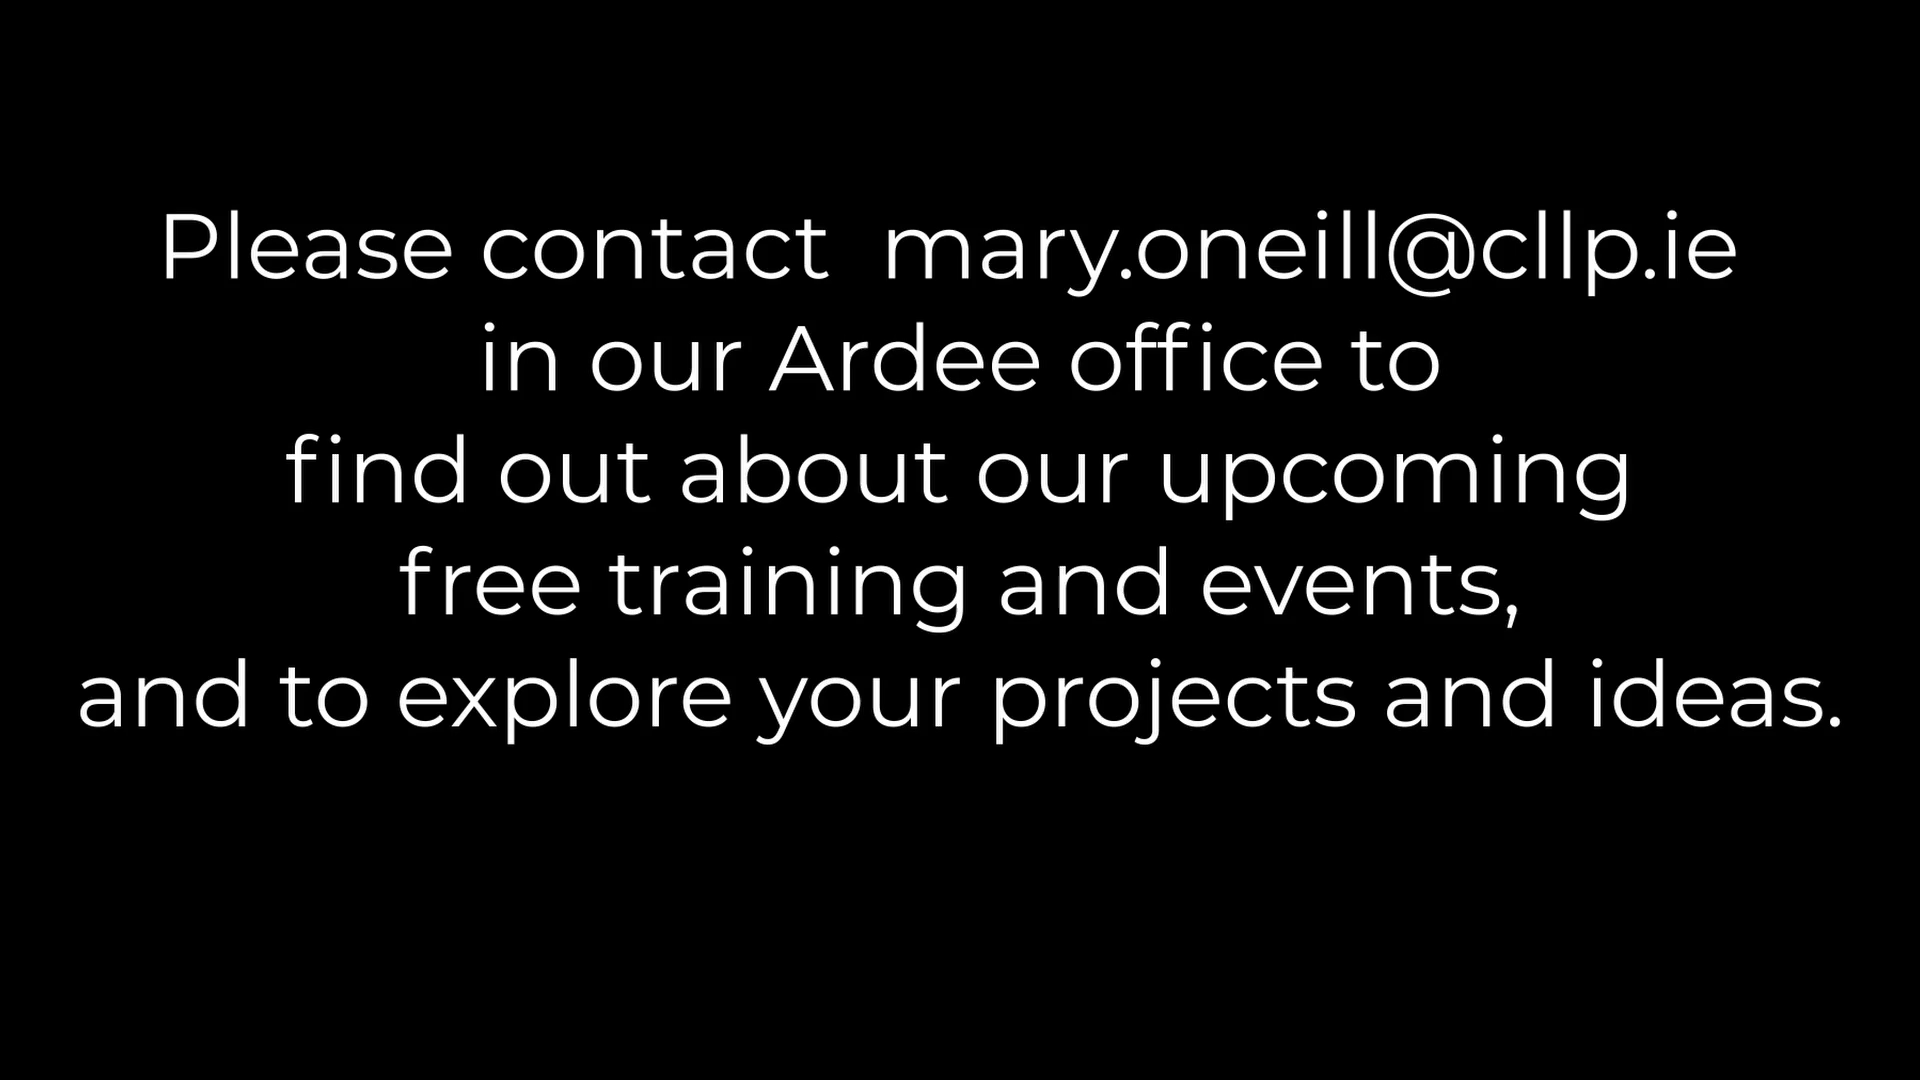 Please contact  mary.oneill@cllp.ie
in our Ardee office to
find out about our upcoming
free training and events,
and to explore your projects and ideas.